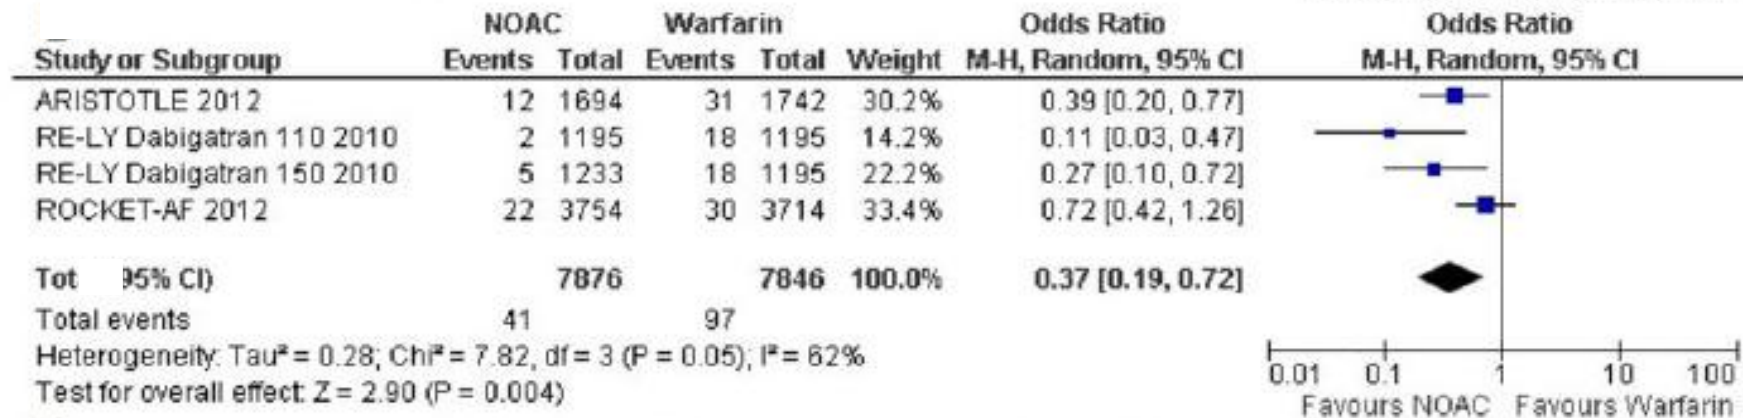 NOAC Warfarin Odds Ratio Odds Ratio
Study or Subgroup Events Total Events Total Weight M-H, Random, 95% CI M-H, Random, 95% CI
ARISTOTLE 2012 12 1694 31 1742 30.2% 0.39 [0.20, 0.77]
RE-LY Dabigatran 110 2010 2 1195 18 1195 14.2% 0.11 [0.03, 0.47]
RE-LY Dabigatran 150 2010 5 1233 18 1195 22.2% 0.27 [0.10, 0.72]
ROCKET-AF 2012 22 3754 30 3714 33.4% 0.72 [0.42, 1.26]
Tot 95% CI) 7876 7846 100.0% 0.37 [0.19, 0.72]
Total events 41 97
Heterogeneity: Tau² = 0.28; Chi² = 7.82, df = 3 (P = 0.05); I² = 62%
Test for overall effect: Z = 2.90 (P = 0.004)
0.01 0.1 1 10 100
Favours NOAC Favours Warfarin